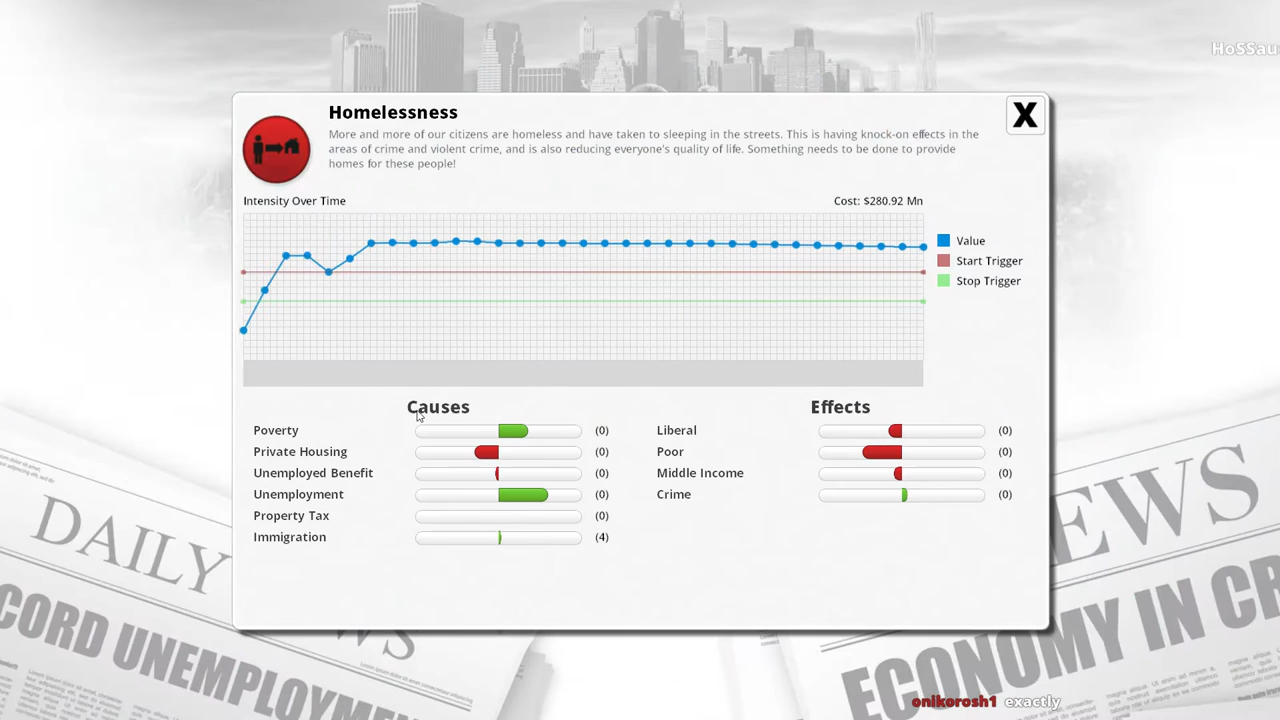 HoSSau
Homelessness
X
More and more of our citizens are homeless and have taken to sleeping in the streets. This is having knock-on effects in the
areas of crime and violent crime, and is also reducing everyone's quality of life. Something needs to be done to provide
homes for these people!
Intensity Over Time
Cost: $280.92 Mn
Value
Start Trigger
Stop Trigger
Causes
Effects
Poverty (0)
Liberal (0)
Private Housing (0)
Poor (0)
Unemployed Benefit (0)
Middle Income (0)
Unemployment (0)
Crime (0)
Property Tax (0)
Immigration (4)
DAILY
WS
EWS
CORD UNEMPLOYM
ECONOMY IN CR
onikorosh1 exactly